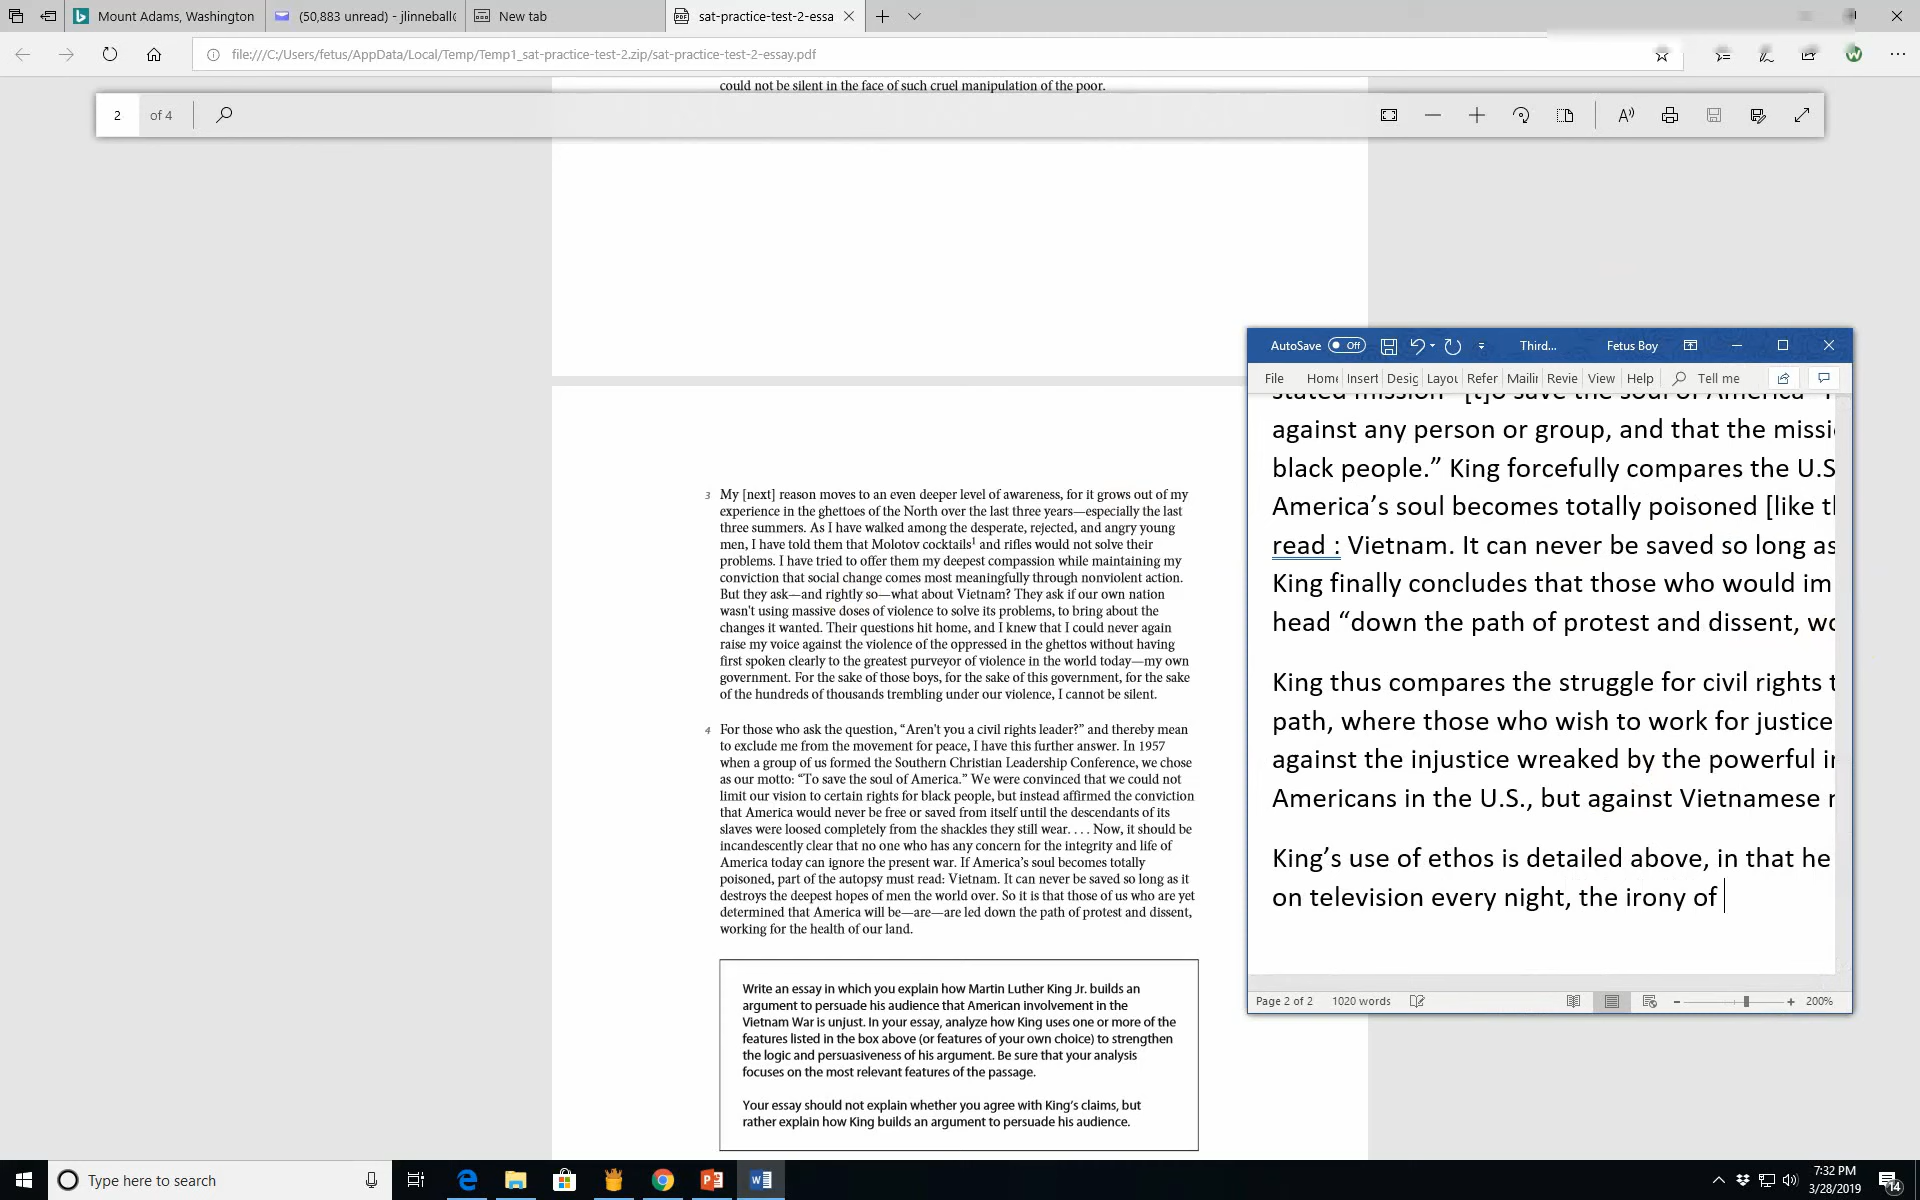 Mount Adams, Washington
(50,883 unread) - jlinneball
New tab
sat-practice-test-2-essa
file:///C:/Users/fetus/AppData/Local/Temp/Temp1_sat-practice-test-2.zip/sat-practice-test-2-essay.pdf
could not be silent in the face of such cruel manipulation of the poor.
2 of 4
3 My [next] reason moves to an even deeper level of awareness, for it grows out of my
experience in the ghettoes of the North over the last three years—especially the last
three summers. As I have walked among the desperate, rejected, and angry young
men, I have told them that Molotov cocktails1 and rifles would not solve their
problems. I have tried to offer them my deepest compassion while maintaining my
conviction that social change comes most meaningfully through nonviolent action.
But they ask—and rightly so—what about Vietnam? They ask if our own nation
wasn't using massive doses of violence to solve its problems, to bring about the
changes it wanted. Their questions hit home, and I knew that I could never again
raise my voice against the violence of the oppressed in the ghettos without having
first spoken clearly to the greatest purveyor of violence in the world today—my own
government. For the sake of those boys, for the sake of this government, for the sake
of the hundreds of thousands trembling under our violence, I cannot be silent.
4 For those who ask the question, “Aren't you a civil rights leader?” and thereby mean
to exclude me from the movement for peace, I have this further answer. In 1957
when a group of us formed the Southern Christian Leadership Conference, we chose
as our motto: “To save the soul of America.” We were convinced that we could not
limit our vision to certain rights for black people, but instead affirmed the conviction
that America would never be free or saved from itself until the descendants of its
slaves were loosed completely from the shackles they still wear. . . . Now, it should be
incandescently clear that no one who has any concern for the integrity and life of
America today can ignore the present war. If America’s soul becomes totally
poisoned, part of the autopsy must read: Vietnam. It can never be saved so long as it
destroys the deepest hopes of men the world over. So it is that those of us who are yet
determined that America will be—are—are led down the path of protest and dissent,
working for the health of our land.
Write an essay in which you explain how Martin Luther King Jr. builds an
argument to persuade his audience that American involvement in the
Vietnam War is unjust. In your essay, analyze how King uses one or more of the
features listed in the box above (or features of your own choice) to strengthen
the logic and persuasiveness of his argument. Be sure that your analysis
focuses on the most relevant features of the passage.
Your essay should not explain whether you agree with King’s claims, but
rather explain how King builds an argument to persuade his audience.
AutoSave Off Third... Fetus Boy
File Home Insert Desig Layou Refer Mailin Revie View Help Tell me
stated mission “[t]o save the soul of America”
against any person or group, and that the missi
black people.” King forcefully compares the U.S
America’s soul becomes totally poisoned [like th
read : Vietnam. It can never be saved so long as
King finally concludes that those who would im
head “down the path of protest and dissent, wo
King thus compares the struggle for civil rights t
path, where those who wish to work for justice
against the injustice wreaked by the powerful in
Americans in the U.S., but against Vietnamese
King’s use of ethos is detailed above, in that he
on television every night, the irony of
Page 2 of 2 1020 words 200%
Type here to search
7:32 PM
3/28/2019
14